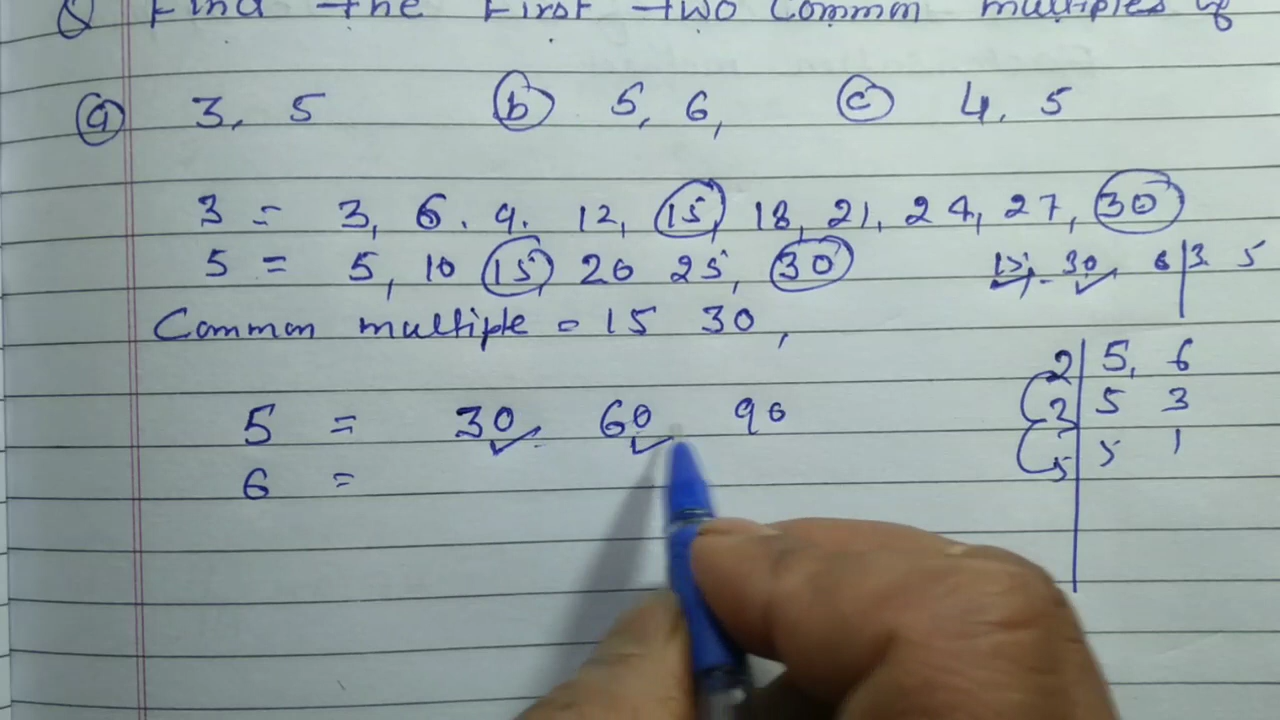 Q Find the First two Common multiples of
(a) 3, 5 (b) 5, 6, (c) 4, 5
3 = 3, 6. 9. 12, 15, 18, 21, 24, 27, 30
5 = 5, 10 15, 20 25, 30
15, 30, 6 3 5
Common multiple = 15 30,
2 5, 6
3 5 3
5 5 1
5 = 30, 60 90
6 =